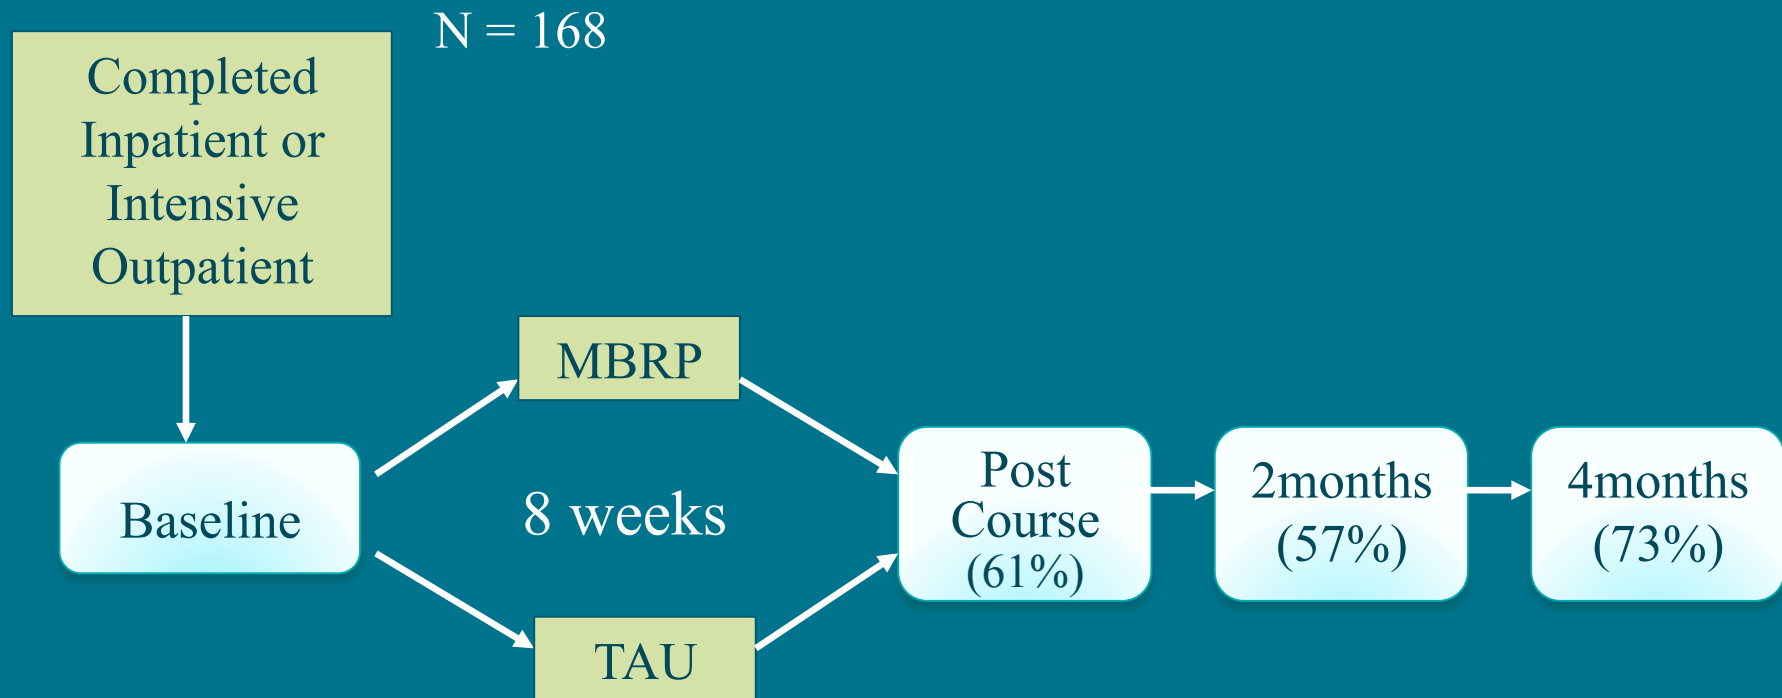 N = 168
Completed
Inpatient or
Intensive
Outpatient
MBRP
Baseline
8 weeks
Post
Course
(61%)
2months
(57%)
4months
(73%)
TAU